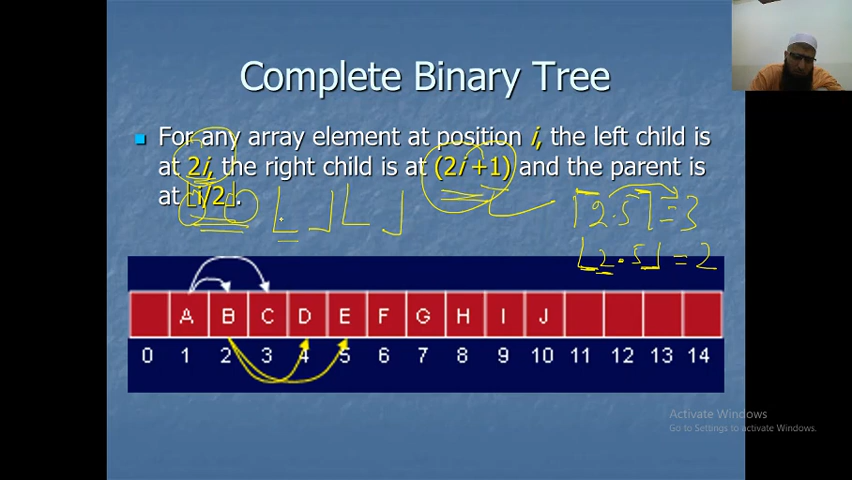 Complete Binary Tree
For any array element at position i, the left child is
at 2i, the right child is at (2i +1) and the parent is
at ⌊i/2⌋.
⌈2.5⌉=3
⌊2.5⌋=2
A B C D E F G H I J
0 1 2 3 4 5 6 7 8 9 10 11 12 13 14
Activate Windows
Go to Settings to activate Windows.